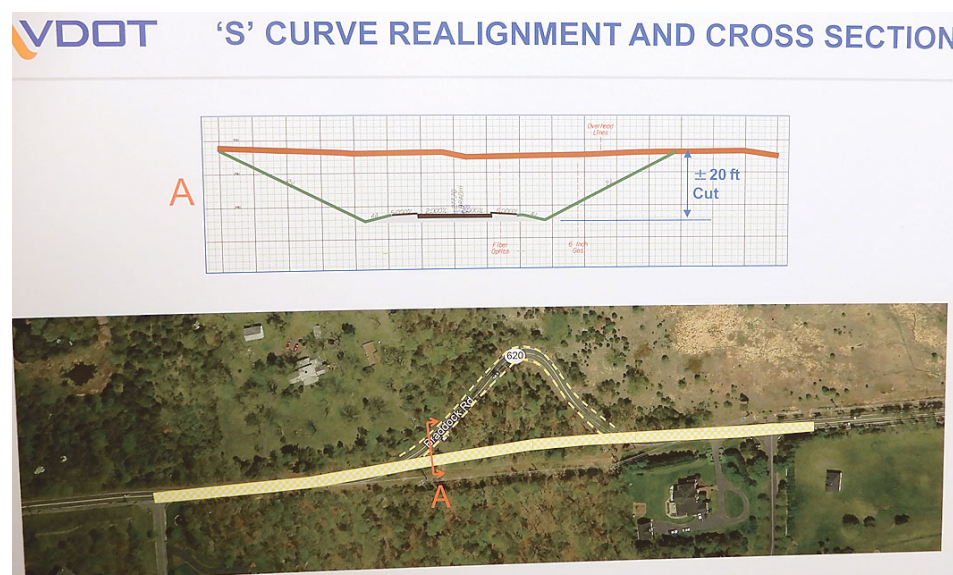 VDOT
‘S’ CURVE REALIGNMENT AND CROSS SECTION
Overhead
Lines
A
± 20 ft
Cut
Fiber
Optics
6 Inch
Gas
620
Braddock Rd
A